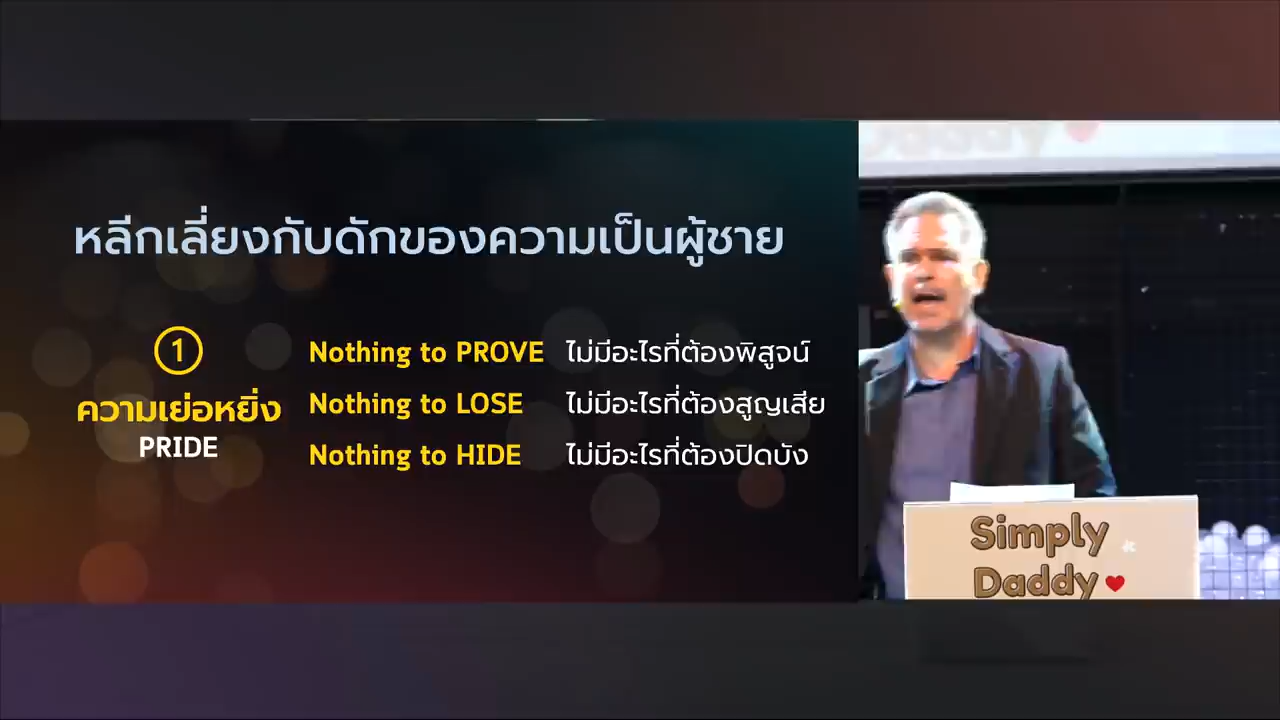 หลีกเลี่ยงกับดักของความเป็นผู้ชาย
1
ความเย่อหยิ่ง
PRIDE
Nothing to PROVE ไม่มีอะไรที่ต้องพิสูจน์
Nothing to LOSE ไม่มีอะไรที่ต้องสูญเสีย
Nothing to HIDE ไม่มีอะไรที่ต้องปิดบัง
Daddy
Simply
Daddy